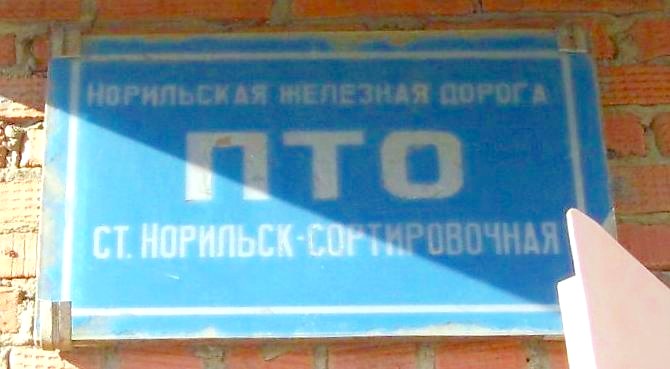 НОРИЛЬСКАЯ ЖЕЛЕЗНАЯ ДОРОГА
ПТО
СТ. НОРИЛЬСК-СОРТИРОВОЧНАЯ